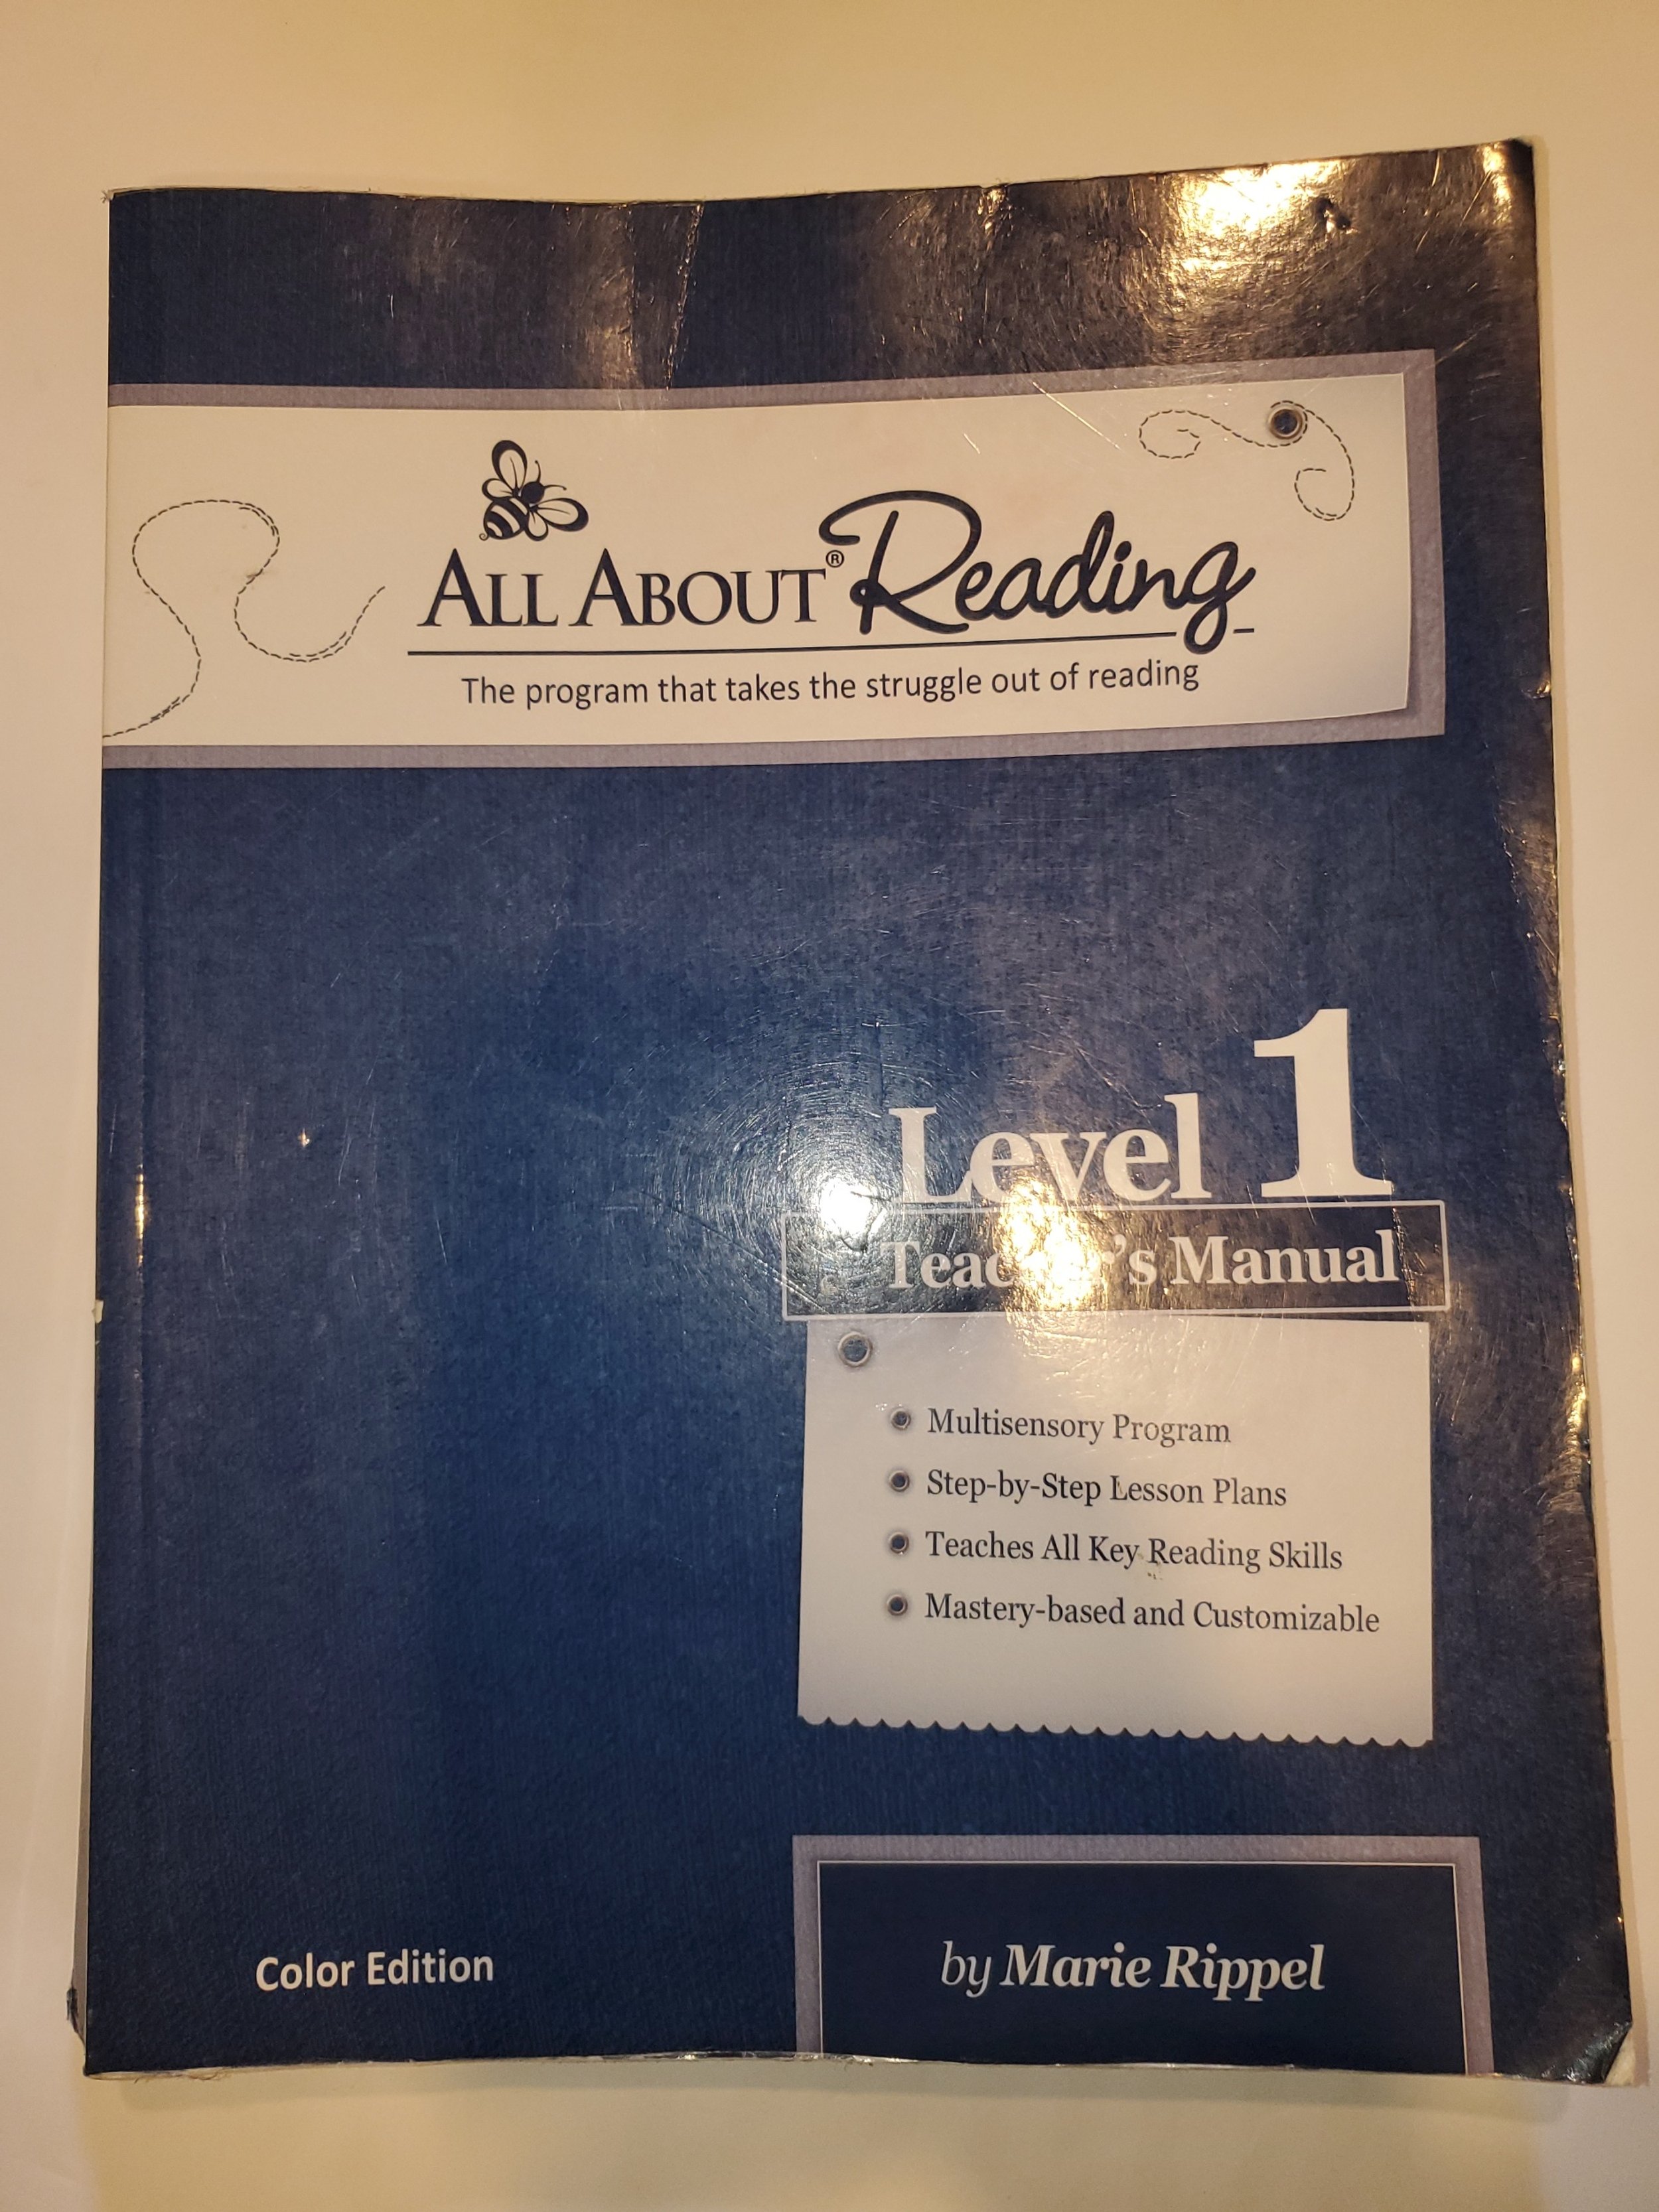 ALL ABOUT® Reading
The program that takes the struggle out of reading
Level 1
Teacher's Manual
Multisensory Program
Step-by-Step Lesson Plans
Teaches All Key Reading Skills
Mastery-based and Customizable
Color Edition
by Marie Rippel